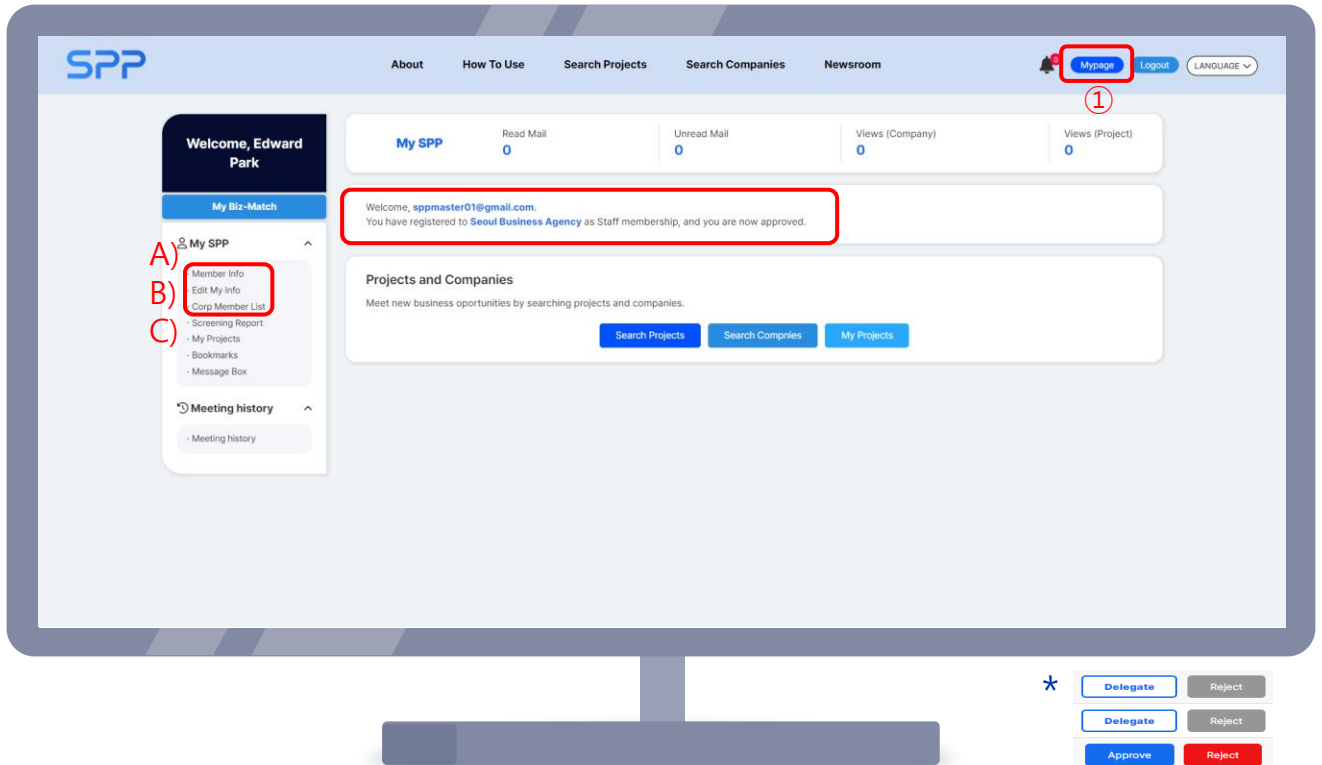 SPP
About How To Use Search Projects Search Companies Newsroom
0 Mypage Logout LANGUAGE
①
Welcome, Edward
Park
My Biz-Match
My SPP
A)
· Member Info
B)
· Edit My Info
· Corp Member List
C)
· Screening Report
· My Projects
· Bookmarks
· Message Box
Meeting history
· Meeting history
My SPP
Read Mail
0
Unread Mail
0
Views (Company)
0
Views (Project)
0
Welcome, sppmaster01@gmail.com.
You have registered to Seoul Business Agency as Staff membership, and you are now approved.
Projects and Companies
Meet new business oportunities by searching projects and companies.
Search Projects Search Compnies My Projects
* Delegate Reject
Delegate Reject
Approve Reject